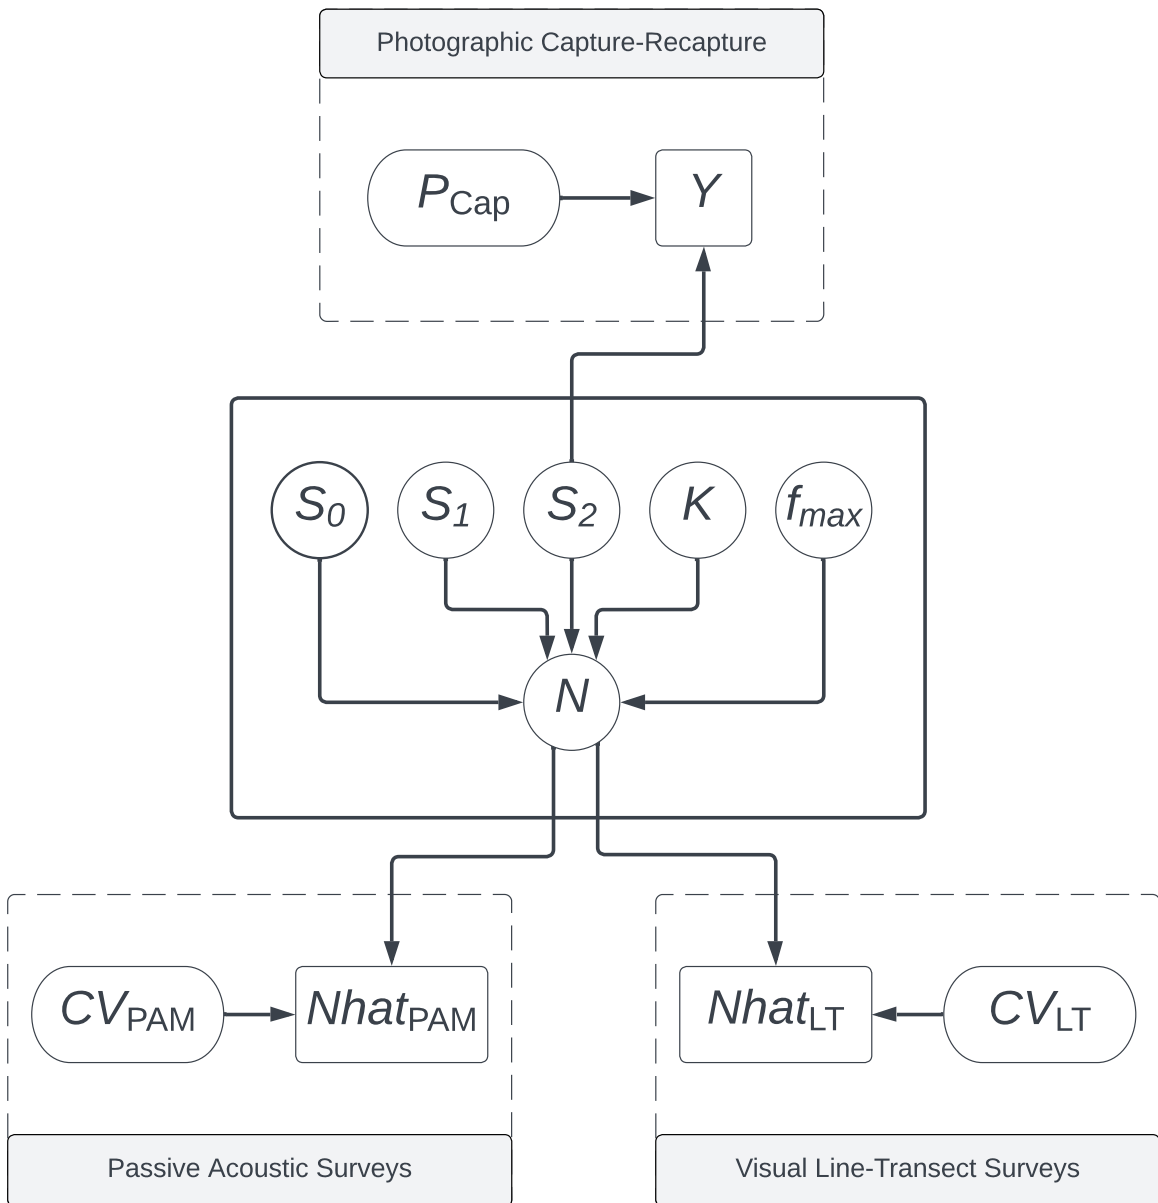 Photographic Capture-Recapture
PCap
Y
S0
S1
S2
K
fmax
N
CVPAM
NhatPAM
NhatLT
CVLT
Passive Acoustic Surveys
Visual Line-Transect Surveys